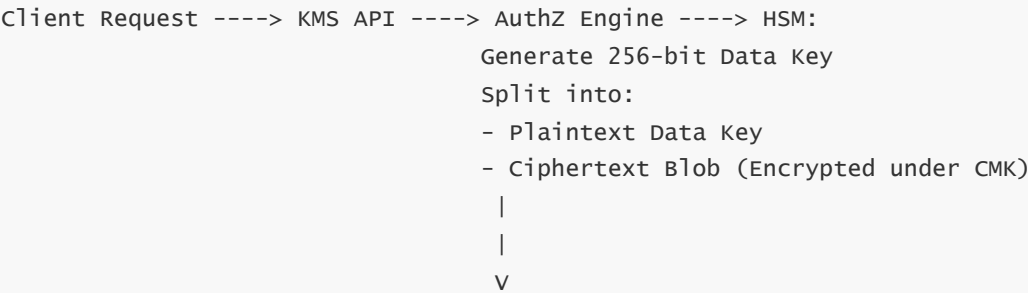 Client Request ----> KMS API ----> AuthZ Engine ----> HSM:
Generate 256-bit Data Key
Split into:
- Plaintext Data Key
- Ciphertext Blob (Encrypted under CMK)
|
|
V